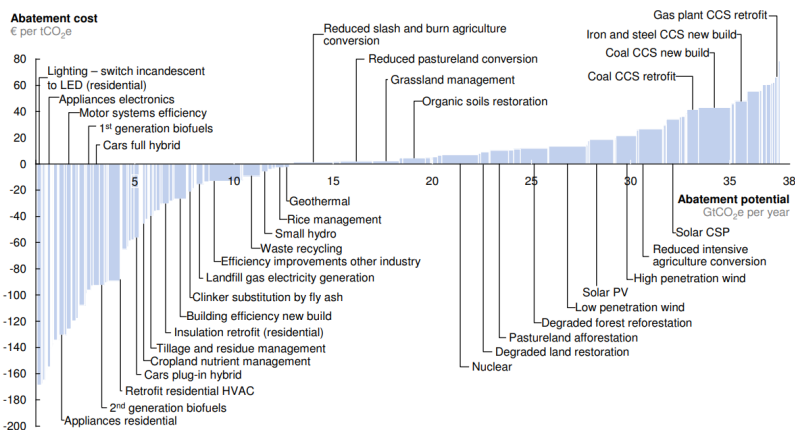 Abatement cost
€ per tCO2e
Gas plant CCS retrofit
Iron and steel CCS new build
Coal CCS new build
Coal CCS retrofit
Reduced slash and burn agriculture
conversion
Reduced pastureland conversion
Grassland management
Organic soils restoration
Lighting – switch incandescent
to LED (residential)
Appliances electronics
Motor systems efficiency
1st generation biofuels
Cars full hybrid
80
60
40
20
0
-20
-40
-60
-80
-100
-120
-140
-160
-180
-200
5
10
15
20
25
30
35
38
Abatement potential
GtCO2e per year
Geothermal
Rice management
Small hydro
Waste recycling
Efficiency improvements other industry
Landfill gas electricity generation
Clinker substitution by fly ash
Building efficiency new build
Insulation retrofit (residential)
Tillage and residue management
Cropland nutrient management
Cars plug-in hybrid
Retrofit residential HVAC
2nd generation biofuels
Appliances residential
Solar CSP
Reduced intensive
agriculture conversion
High penetration wind
Solar PV
Low penetration wind
Degraded forest reforestation
Pastureland afforestation
Degraded land restoration
Nuclear